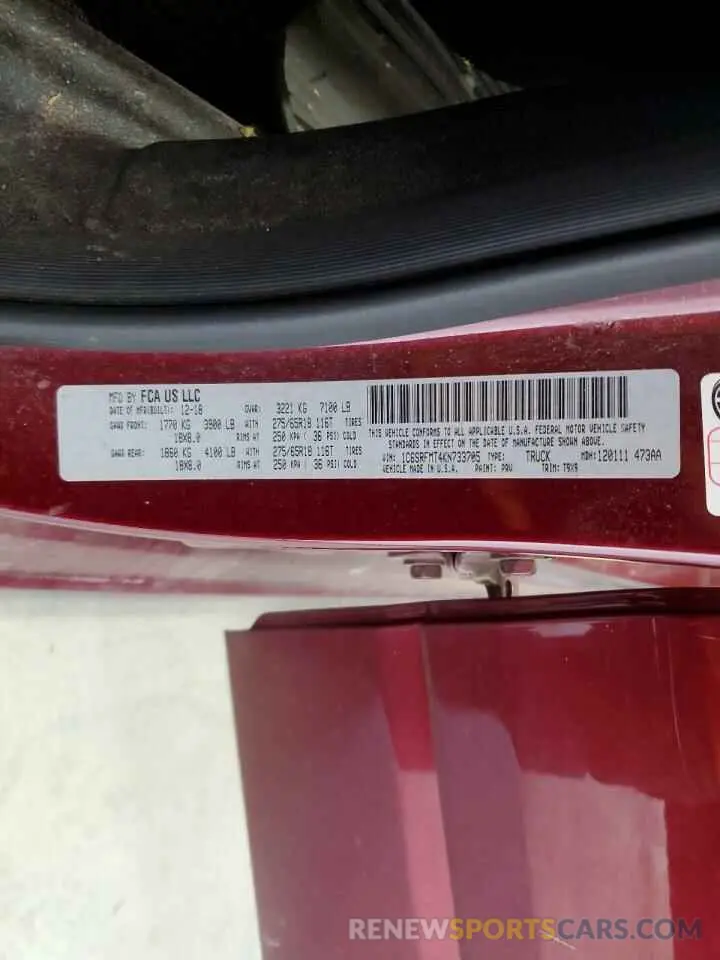 MFD BY FCA US LLC
DATE OF MFR(BUILT): 12-18 GVWR: 3221 KG 7100 LB
GAWR FRONT: 1770 KG 3900 LB WITH 275/65R18 116T TIRES
18X8.0 RIMS AT 250 KPA ( 36 PSI) COLD
GAWR REAR: 1860 KG 4100 LB WITH 275/65R18 116T TIRES
18X8.0 RIMS AT 250 KPA ( 36 PSI) COLD
THIS VEHICLE CONFORMS TO ALL APPLICABLE U.S.A. FEDERAL MOTOR VEHICLE SAFETY
STANDARDS IN EFFECT ON THE DATE OF MANUFACTURE SHOWN ABOVE.
VIN: 1C6SRFMT4KN733705 TYPE: TRUCK MDH: 120111 473AA
VEHICLE MADE IN U.S.A. PAINT: PRV TRIM: T9X9
RENEWSPORTSCARS.COM